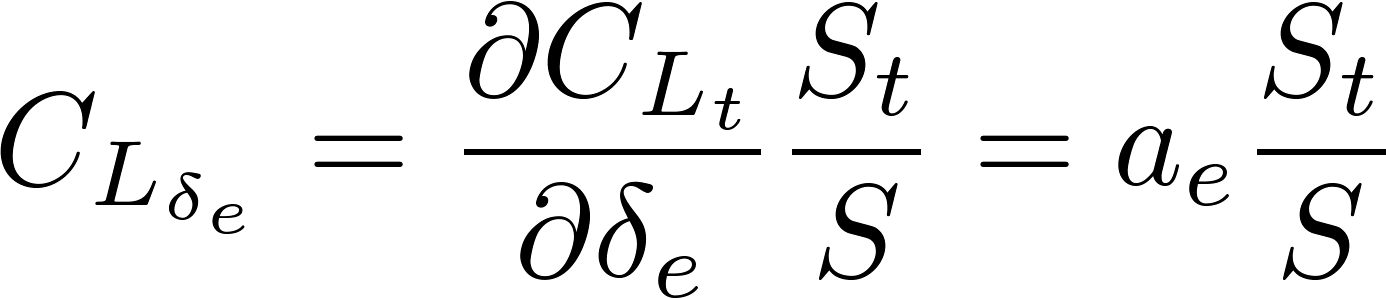 $C_{L_{\delta_e}} = \frac{\partial C_{L_t}}{\partial \delta_e} \frac{S_t}{S} = a_e \frac{S_t}{S}$